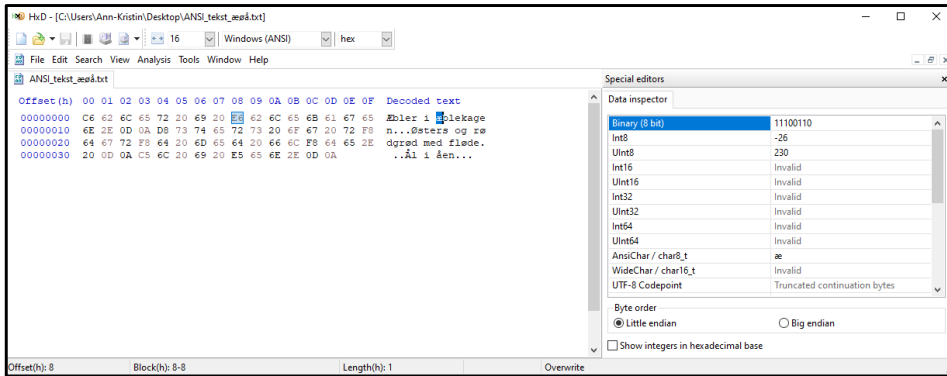 HxD - [C:\Users\Ann-Kristin\Desktop\ANSI_tekst_æøå.txt]
16 Windows (ANSI) hex
File Edit Search View Analysis Tools Window Help
ANSI_tekst_æøå.txt
Offset(h) 00 01 02 03 04 05 06 07 08 09 0A 0B 0C 0D 0E 0F Decoded text
00000000 C6 62 6C 65 72 20 69 20 E6 62 6C 65 6B 61 67 65 Æbler i æblekage
00000010 6E 2E 0D 0A D8 73 74 65 72 73 20 6F 67 20 72 F8 n...Østers og rø
00000020 64 67 72 F8 64 20 6D 65 64 20 66 6C F8 64 65 2E dgrød med fløde.
00000030 20 0D 0A C5 6C 20 69 20 E5 65 6E 2E 0D 0A ..Ål i åen...
Special editors
Data inspector
Binary (8 bit) 11100110
Int8 -26
UInt8 230
Int16 Invalid
UInt16 Invalid
Int32 Invalid
UInt32 Invalid
Int64 Invalid
UInt64 Invalid
AnsiChar / char8_t æ
WideChar / char16_t Invalid
UTF-8 Codepoint Truncated continuation bytes
Byte order
Little endian Big endian
Show integers in hexadecimal base
Offset(h): 8 Block(h): 8-8 Length(h): 1 Overwrite